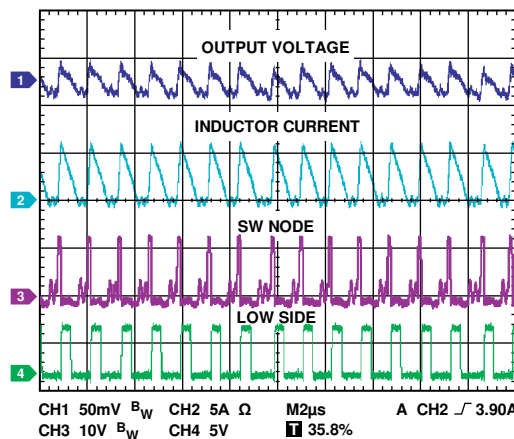 OUTPUT VOLTAGE
1
INDUCTOR CURRENT
2
SW NODE
3
LOW SIDE
4
CH1 50mV BW CH2 5A Ω M2µs A CH2 3.90A
CH3 10V BW CH4 5V T 35.8%